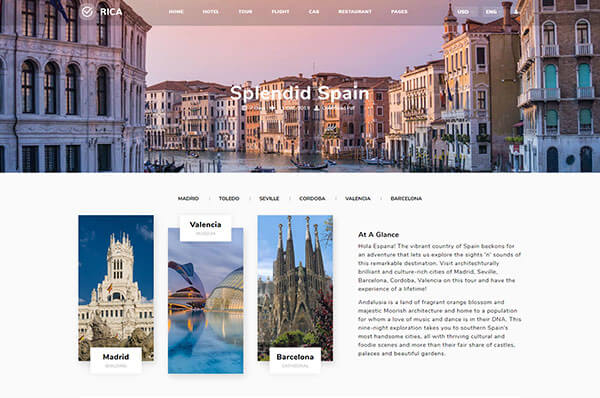 RICA
HOME HOTEL TOUR FLIGHT CAR RESTAURANT PAGES USD ENG
Splendid Spain
MADRID TOLEDO SEVILLE CORDOBA VALENCIA BARCELONA
Valencia
MUSEUM
Madrid
BUILDING
Barcelona
CATHEDRAL
At A Glance
Hola Espana! The vibrant country of Spain beckons for
an adventure that lets us explore the sights 'n' sounds of
this remarkable destination. Visit architechturally
brilliant and culture-rich cities of Madrid, Seville,
Barcelona, Cordoba, Valencia on this tour and have the
experience of a lifetime!
Andalusia is a land of fragrant orange blossom and
majestic Moorish architecture and home to a population
for whom a love of music and dance is in their DNA. This
nine-night exploration takes you to southern Spain's
most handsome cities, all with thriving cultural and
foodie scenes and more than their fair share of castles,
palaces and beautiful gardens.